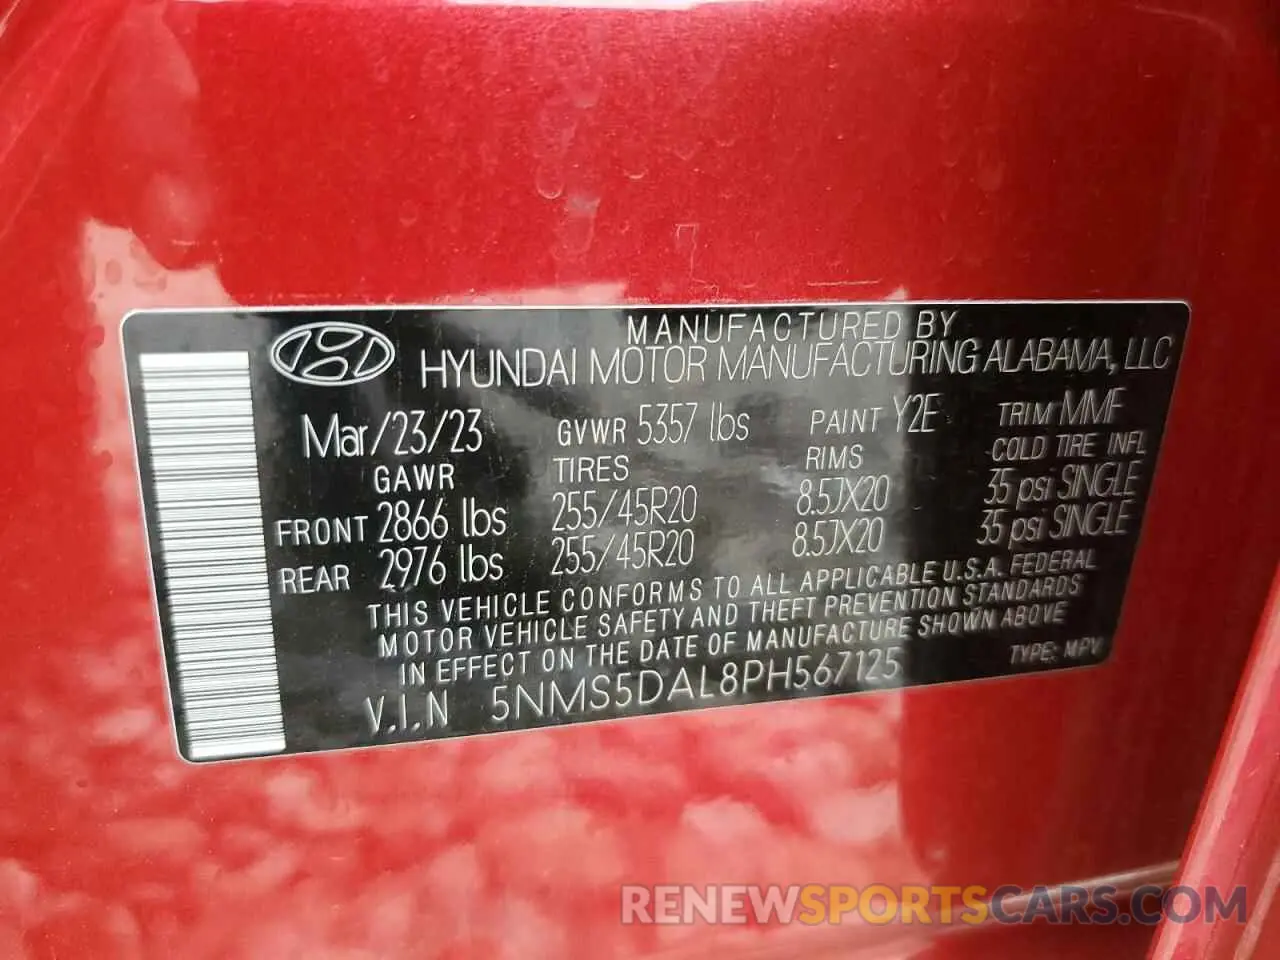 MANUFACTURED BY
HYUNDAI MOTOR MANUFACTURING ALABAMA, LLC
Mar/23/23 GVWR 5357 lbs PAINT Y2E TRIM MMF
GAWR TIRES RIMS COLD TIRE INFL
FRONT 2866 lbs 255/45R20 8.5JX20 35 psi SINGLE
REAR 2976 lbs 255/45R20 8.5JX20 35 psi SINGLE
THIS VEHICLE CONFORMS TO ALL APPLICABLE U.S.A. FEDERAL
MOTOR VEHICLE SAFETY AND THEFT PREVENTION STANDARDS
IN EFFECT ON THE DATE OF MANUFACTURE SHOWN ABOVE
V.I.N 5NMS5DAL8PH567125 TYPE: MPV
RENEWSPORTSCARS.COM